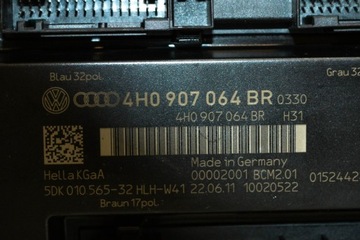 Blau 32pol.
Grau 32
4H0 907 064 BR 0330
4H0 907 064 BR H31
Made in Germany
Hella KGaA 00002001 BCM2.01 0152442
5DK 010 565-32 HLH-W41 22.06.11 10020522
Braun 17pol.